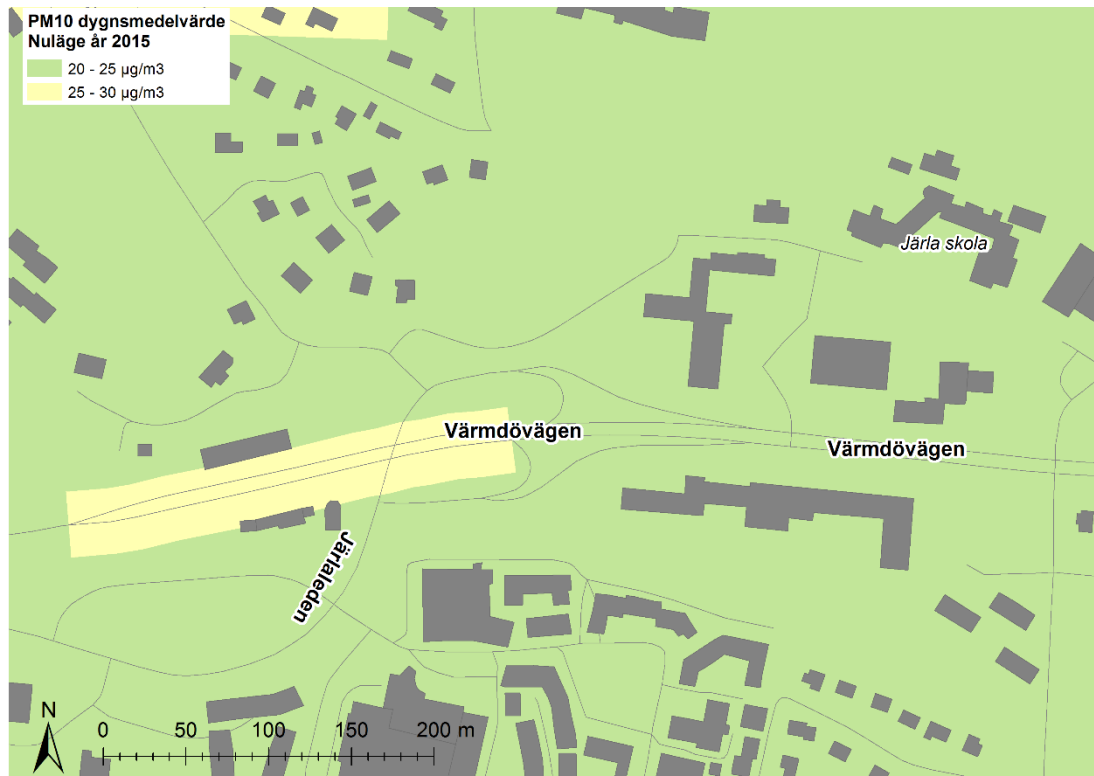 PM10 dygnsmedelvärde
Nuläge år 2015
20 - 25 µg/m3
25 - 30 µg/m3
Järla skola
Värmdövägen
Värmdövägen
Järlaleden
N
0 50 100 200 m